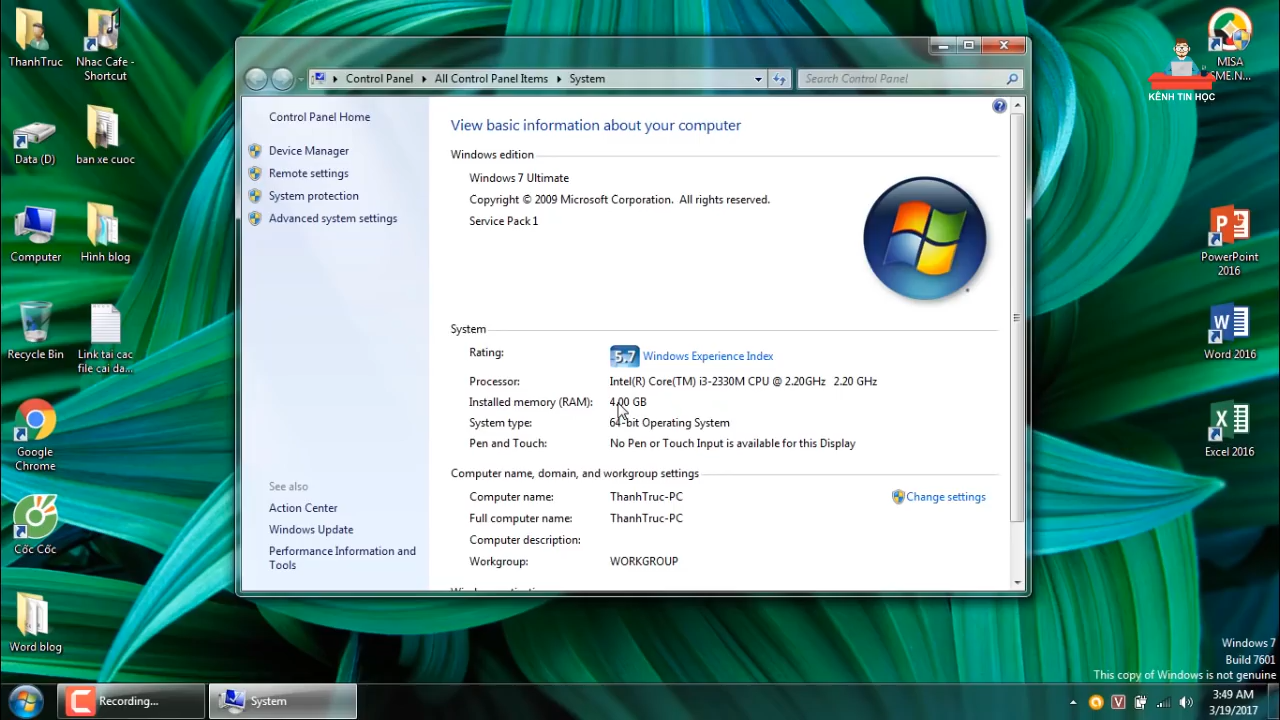 ThanhTruc
Nhac Cafe -
Shortcut
Data (D)
ban xe cuoc
Computer
Hinh blog
Recycle Bin
Link tai cac
file cai da...
Google
Chrome
Cốc Cốc
Word blog
Control Panel
All Control Panel Items
System
Search Control Panel
Control Panel Home
Device Manager
Remote settings
System protection
Advanced system settings
See also
Action Center
Windows Update
Performance Information and
Tools
View basic information about your computer
Windows edition
Windows 7 Ultimate
Copyright © 2009 Microsoft Corporation. All rights reserved.
Service Pack 1
System
Rating: 5.7 Windows Experience Index
Processor: Intel(R) Core(TM) i3-2330M CPU @ 2.20GHz 2.20 GHz
Installed memory (RAM): 4.00 GB
System type: 64-bit Operating System
Pen and Touch: No Pen or Touch Input is available for this Display
Computer name, domain, and workgroup settings
Computer name: ThanhTruc-PC
Change settings
Full computer name: ThanhTruc-PC
Computer description:
Workgroup: WORKGROUP
MISA
SME.N...
KÊNH TIN HỌC
PowerPoint
2016
Word 2016
Excel 2016
Windows 7
Build 7601
This copy of Windows is not genuine
Recording...
System
3:49 AM
3/19/2017